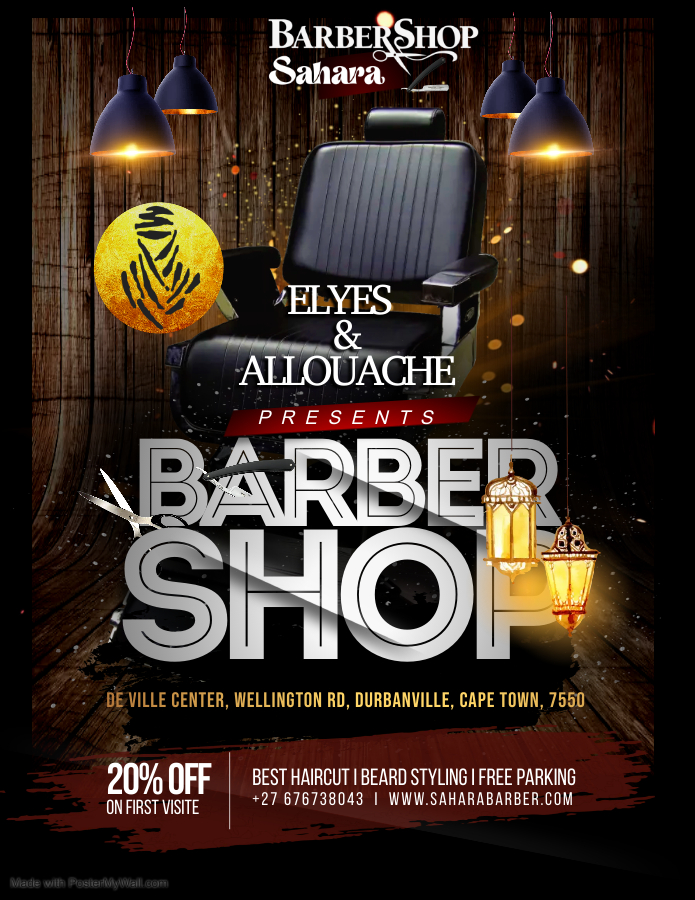 BARBERSHOP
Sahara
ELYES
&
ALLOUACHE
PRESENTS
BARBER
SHOP
DE VILLE CENTER, WELLINGTON RD, DURBANVILLE, CAPE TOWN, 7550
20% OFF
ON FIRST VISITE
BEST HAIRCUT I BEARD STYLING I FREE PARKING
+27 676738043 I WWW.SAHARABARBER.COM
Made with PosterMyWall.com